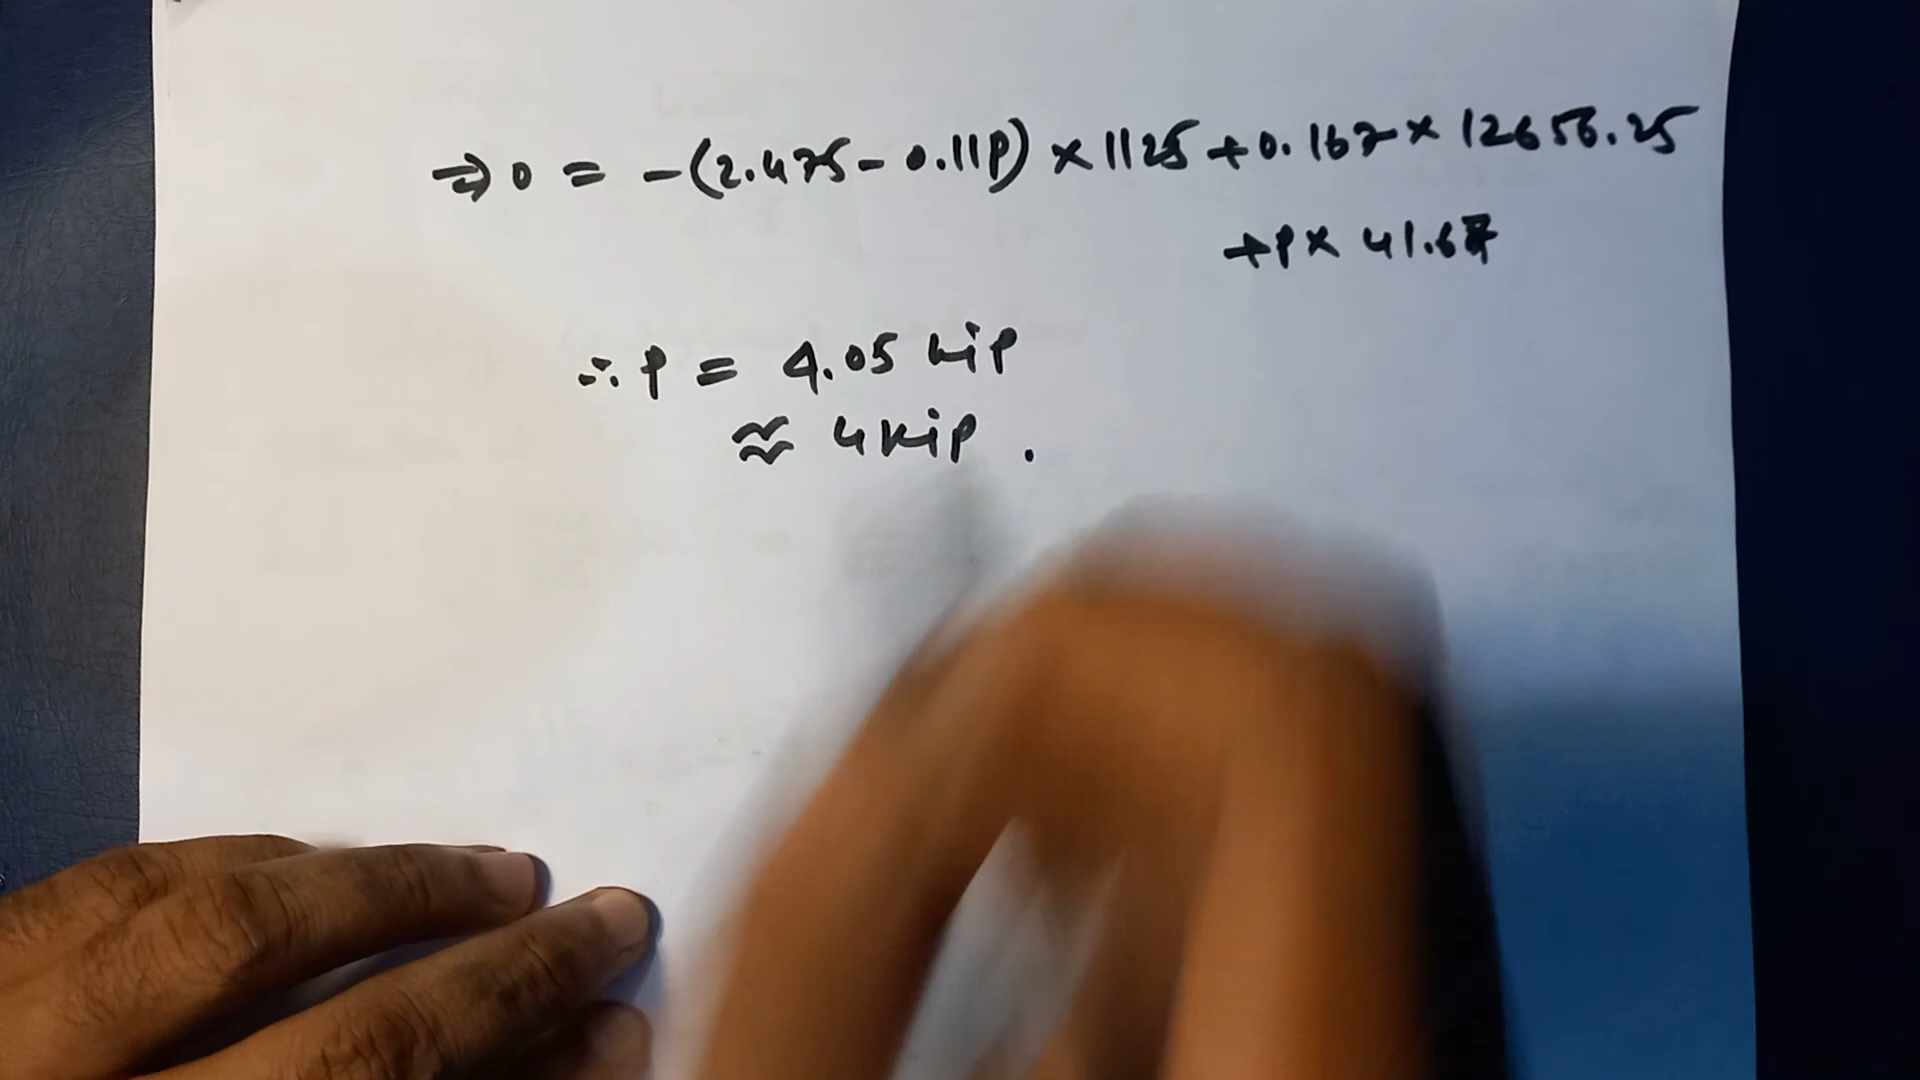 ⇒ 0 = -(2.475 - 0.11P) × 1125 + 0.167 × 12656.25
+ P × 41.67
∴ P = 4.05 kip
≈ 4 kip .